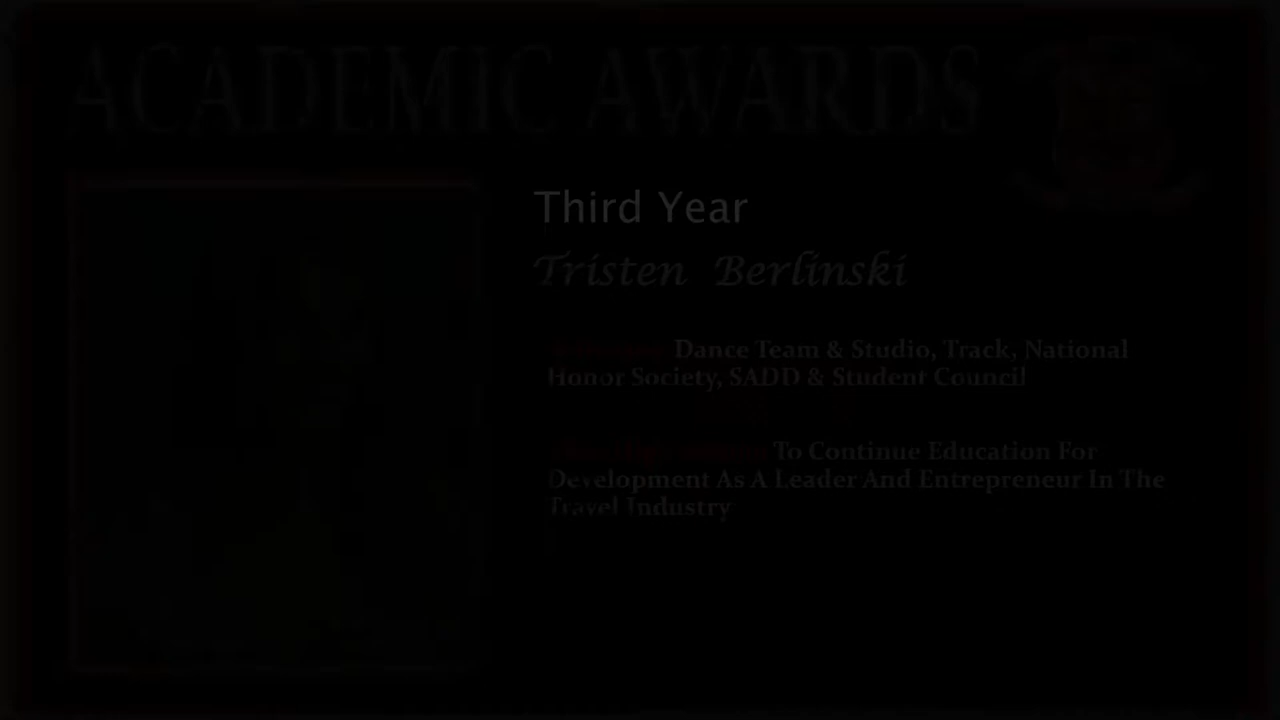 ACADEMIC AWARDS
Third Year
Tristen Berlinski
Dance Team & Studio, Track, National
Honor Society, SADD & Student Council
To Continue Education For
Development As A Leader And Entrepreneur In The
Travel Industry